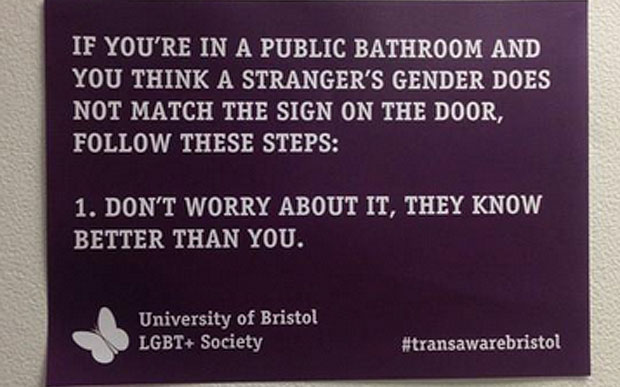 IF YOU'RE IN A PUBLIC BATHROOM AND
YOU THINK A STRANGER'S GENDER DOES
NOT MATCH THE SIGN ON THE DOOR,
FOLLOW THESE STEPS:
1. DON'T WORRY ABOUT IT, THEY KNOW
BETTER THAN YOU.
University of Bristol
LGBT+ Society
#transawarebristol